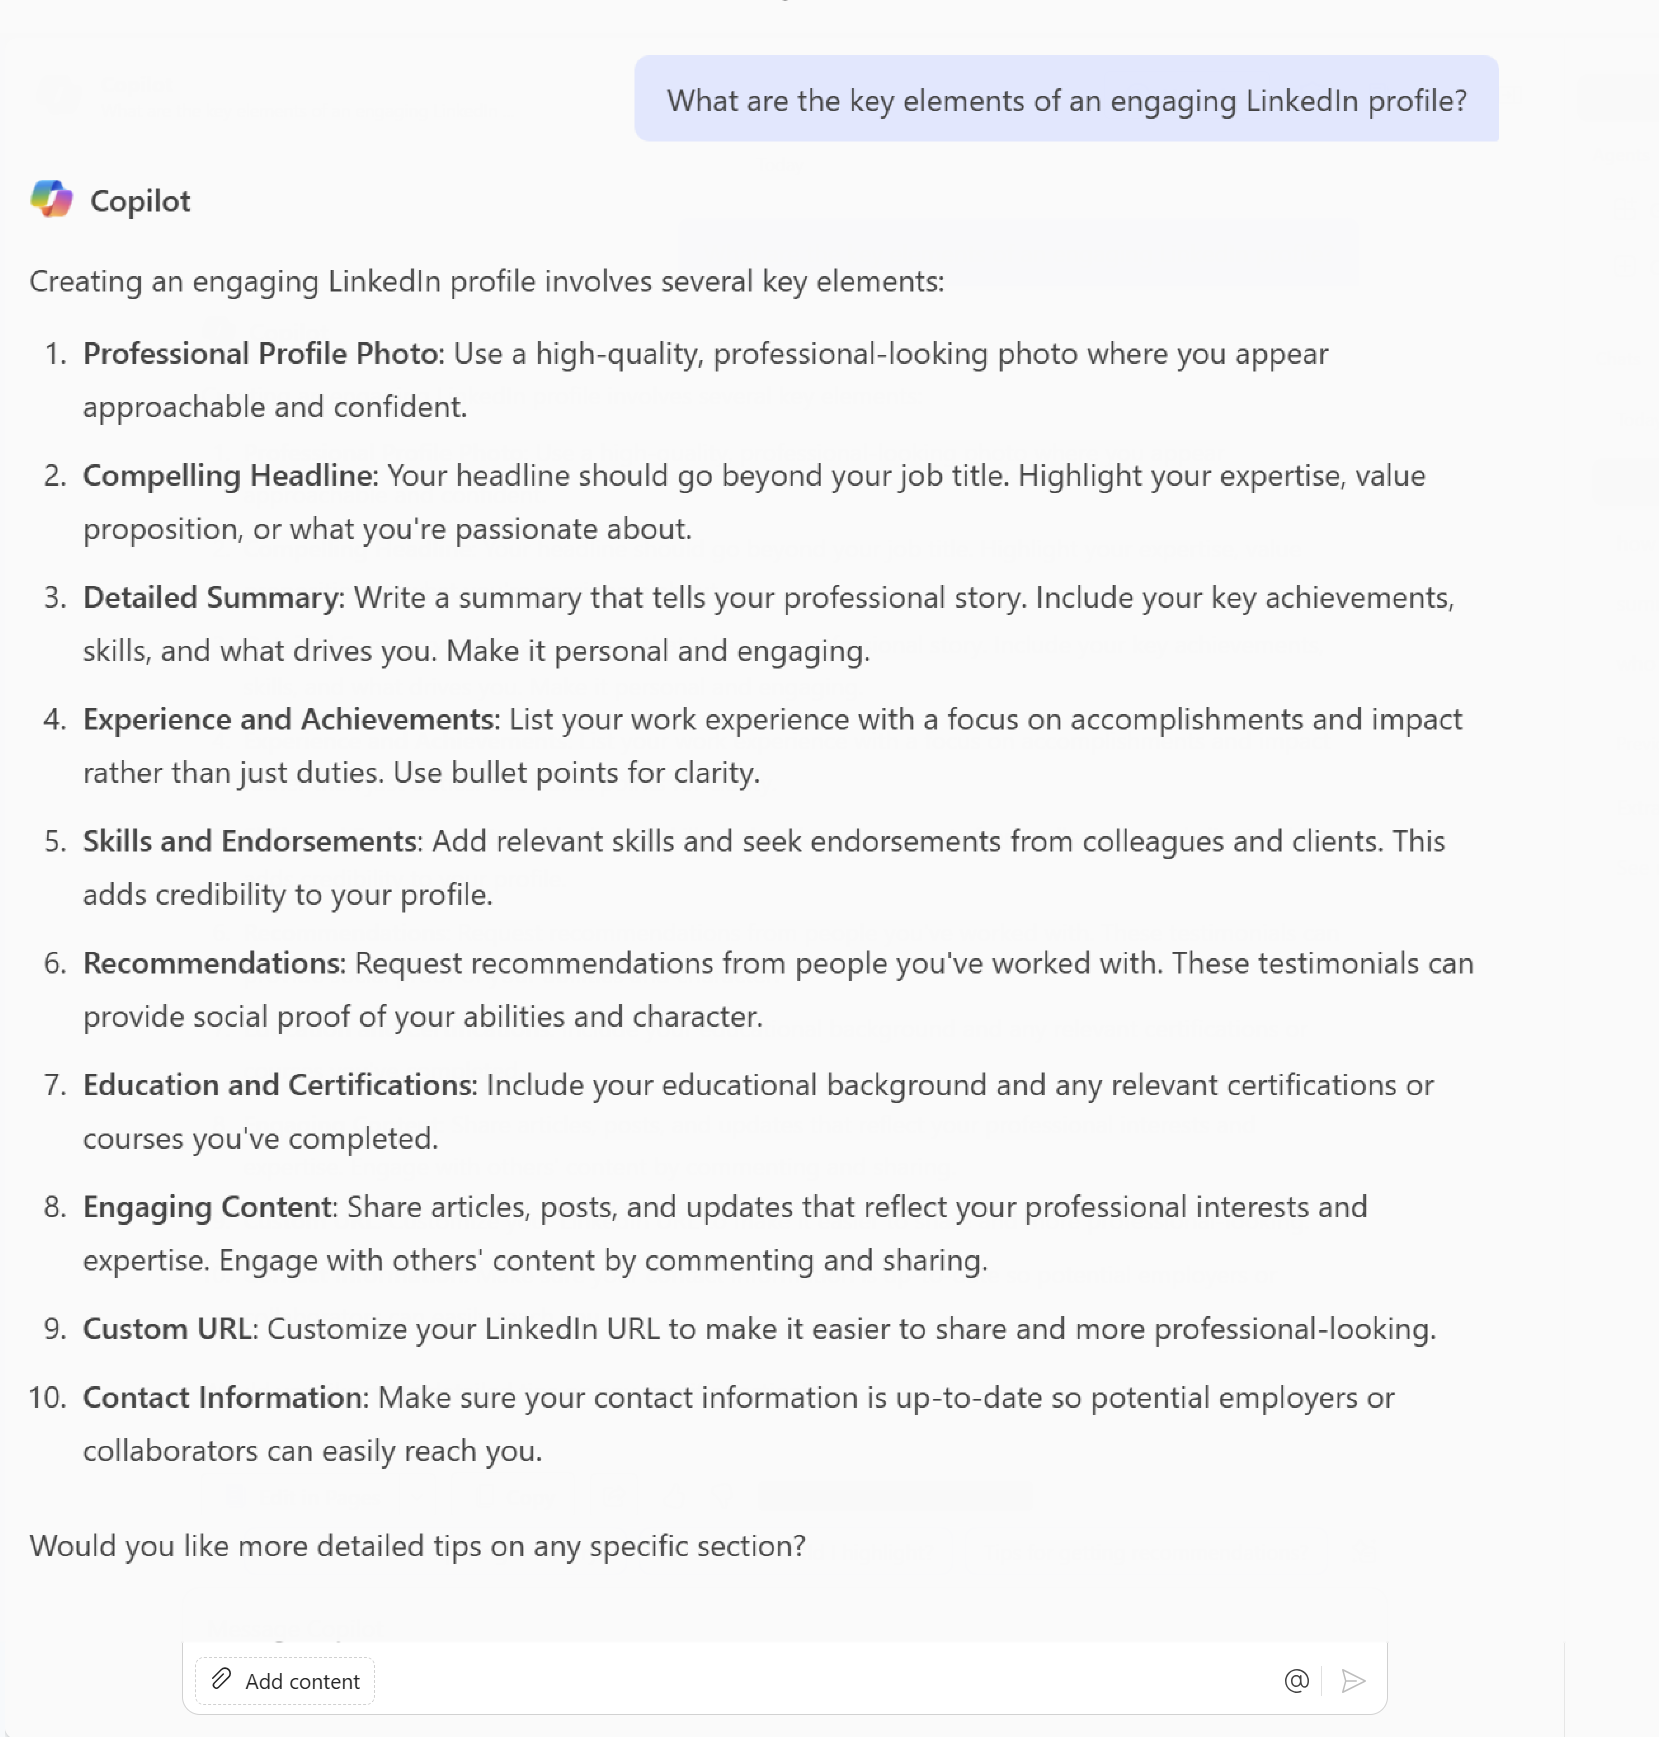 What are the key elements of an engaging LinkedIn profile?
Copilot
Creating an engaging LinkedIn profile involves several key elements:
1. Professional Profile Photo: Use a high-quality, professional-looking photo where you appear
approachable and confident.
2. Compelling Headline: Your headline should go beyond your job title. Highlight your expertise, value
proposition, or what you're passionate about.
3. Detailed Summary: Write a summary that tells your professional story. Include your key achievements,
skills, and what drives you. Make it personal and engaging.
4. Experience and Achievements: List your work experience with a focus on accomplishments and impact
rather than just duties. Use bullet points for clarity.
5. Skills and Endorsements: Add relevant skills and seek endorsements from colleagues and clients. This
adds credibility to your profile.
6. Recommendations: Request recommendations from people you've worked with. These testimonials can
provide social proof of your abilities and character.
7. Education and Certifications: Include your educational background and any relevant certifications or
courses you've completed.
8. Engaging Content: Share articles, posts, and updates that reflect your professional interests and
expertise. Engage with others' content by commenting and sharing.
9. Custom URL: Customize your LinkedIn URL to make it easier to share and more professional-looking.
10. Contact Information: Make sure your contact information is up-to-date so potential employers or
collaborators can easily reach you.
Would you like more detailed tips on any specific section?
Add content @